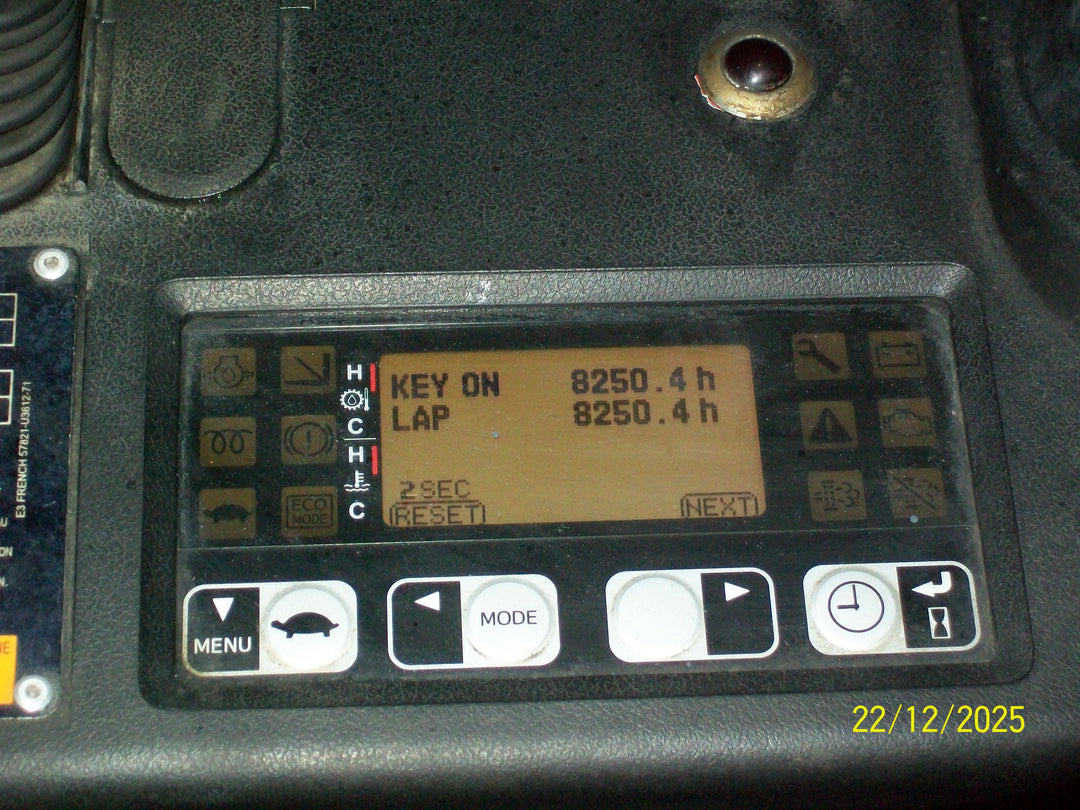 H
KEY ON 8250.4 h
LAP 8250.4 h
C
H
C
2SEC
RESET NEXT
ECO
MODE
E3 FRENCH 57821-U3612-71
ON
MENU
MODE
22/12/2025